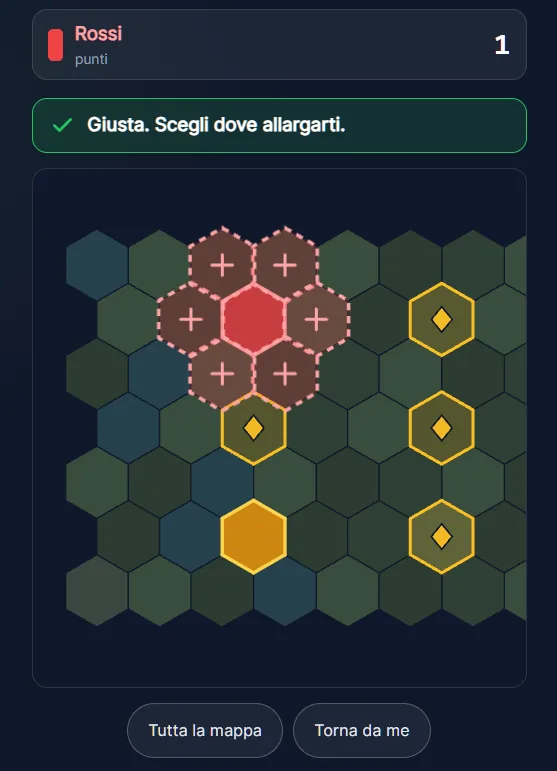 Rossi
punti
1
Giusta. Scegli dove allargarti.
Tutta la mappa
Torna da me